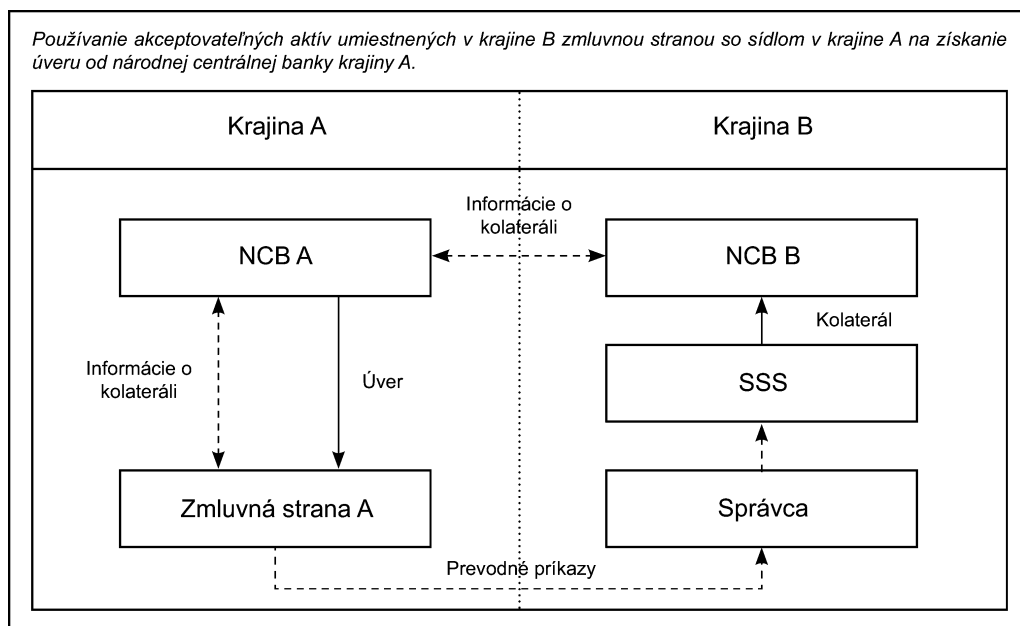 Používanie akceptovateľných aktív umiestnených v krajine B zmluvnou stranou so sídlom v krajine A na získanie
úveru od národnej centrálnej banky krajiny A.
Krajina A
Krajina B
Informácie o
kolateráli
NCB A
NCB B
Kolaterál
Informácie o
kolateráli
Úver
SSS
Zmluvná strana A
Správca
Prevodné príkazy